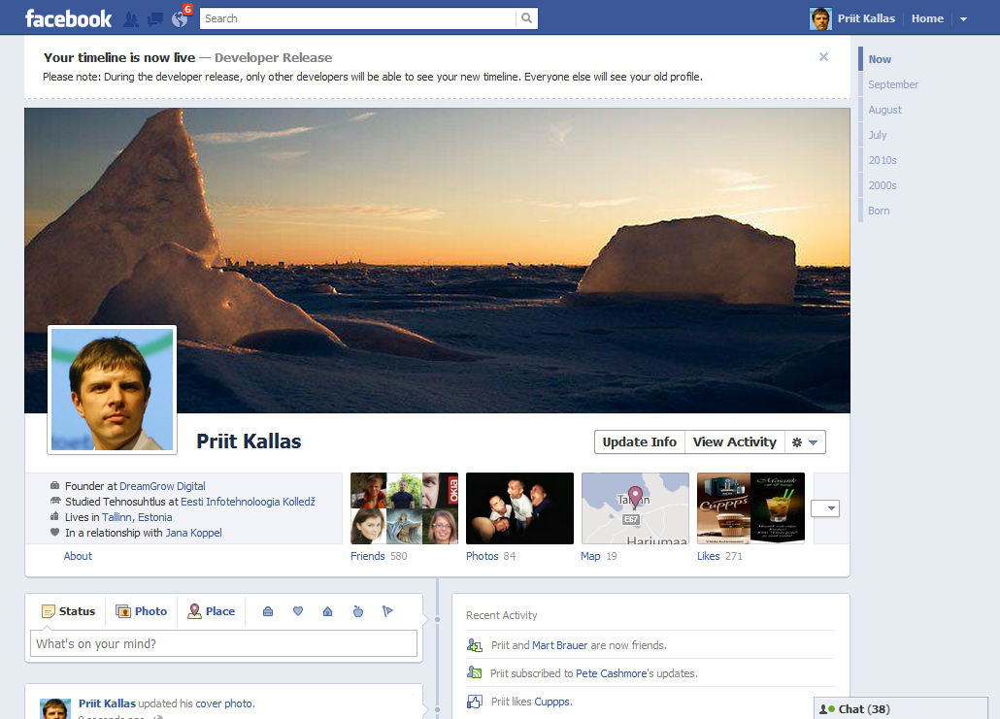 facebook
6
Search
Priit Kallas
Home
Your timeline is now live — Developer Release
Please note: During the developer release, only other developers will be able to see your new timeline. Everyone else will see your old profile.
Now
September
August
July
2010s
2000s
Born
Priit Kallas
Update Info
View Activity
Founder at DreamGrow Digital
Studied Tehnosuhtlus at Eesti Infotehnoloogia Kolledž
Lives in Tallinn, Estonia
In a relationship with Jana Koppel
About
OKIA
E67
Harjumaa
Cuppps
Friends 580
Photos 84
Map 19
Likes 271
Status
Photo
Place
What's on your mind?
Recent Activity
Priit and Mart Brauer are now friends.
Priit subscribed to Pete Cashmore's updates.
Priit likes Cuppps.
Priit Kallas updated his cover photo.
Chat (38)